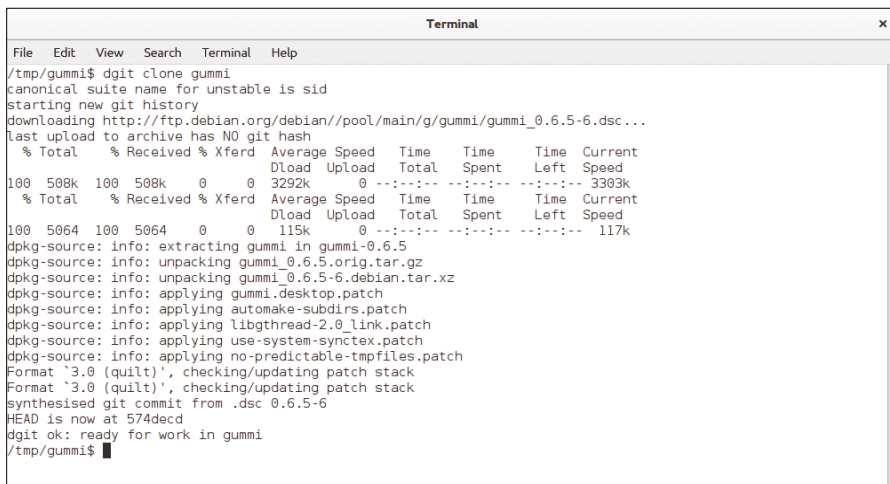 Terminal ×
File Edit View Search Terminal Help
/tmp/gummi$ dgit clone gummi
canonical suite name for unstable is sid
starting new git history
downloading http://ftp.debian.org/debian//pool/main/g/gummi/gummi_0.6.5-6.dsc...
last upload to archive has NO git hash
  % Total    % Received % Xferd  Average Speed   Time    Time     Time  Current
                                 Dload  Upload   Total   Spent    Left  Speed
100  508k  100  508k    0     0  3292k      0 --:--:-- --:--:-- --:--:-- 3303k
  % Total    % Received % Xferd  Average Speed   Time    Time     Time  Current
                                 Dload  Upload   Total   Spent    Left  Speed
100  5064  100  5064    0     0   115k      0 --:--:-- --:--:-- --:--:--  117k
dpkg-source: info: extracting gummi in gummi-0.6.5
dpkg-source: info: unpacking gummi_0.6.5.orig.tar.gz
dpkg-source: info: unpacking gummi_0.6.5-6.debian.tar.xz
dpkg-source: info: applying gummi.desktop.patch
dpkg-source: info: applying automake-subdirs.patch
dpkg-source: info: applying libgthread-2.0_link.patch
dpkg-source: info: applying use-system-synctex.patch
dpkg-source: info: applying no-predictable-tmpfiles.patch
Format `3.0 (quilt)', checking/updating patch stack
Format `3.0 (quilt)', checking/updating patch stack
synthesised git commit from .dsc 0.6.5-6
HEAD is now at 574decd
dgit ok: ready for work in gummi
/tmp/gummi$